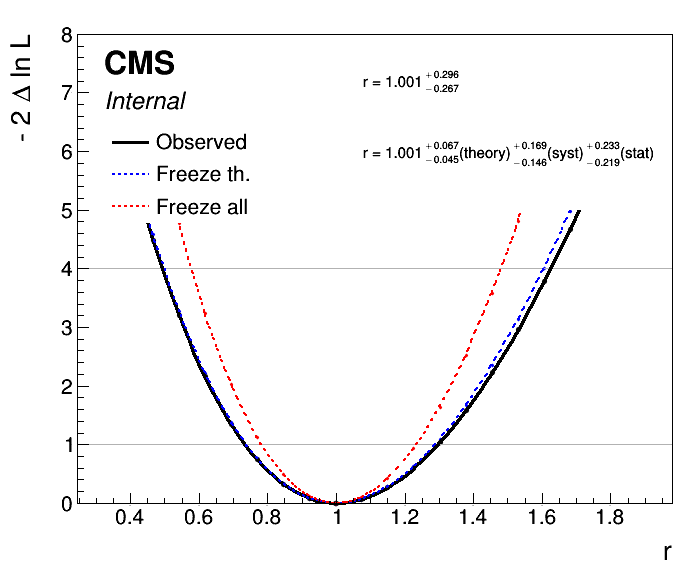 - 2 Δ ln L
8
7
6
5
4
3
2
1
0
CMS
Internal
Observed
Freeze th.
Freeze all
r = 1.001 +0.296 −0.267
r = 1.001 +0.067 −0.045 (theory) +0.169 −0.146 (syst) +0.233 −0.219 (stat)
0.4 0.6 0.8 1 1.2 1.4 1.6 1.8
r